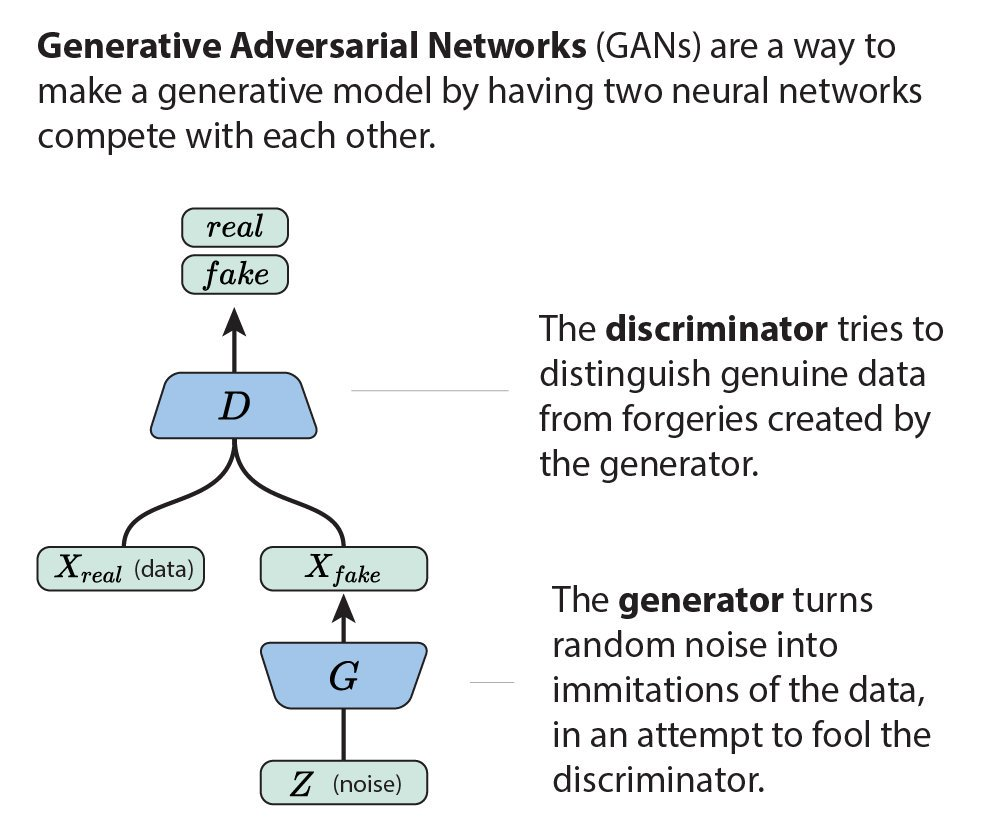 Generative Adversarial Networks (GANs) are a way to
make a generative model by having two neural networks
compete with each other.
real
fake
The discriminator tries to
distinguish genuine data
from forgeries created by
the generator.
D
X_real (data)
X_fake
The generator turns
random noise into
immitations of the data,
in an attempt to fool the
discriminator.
G
Z (noise)